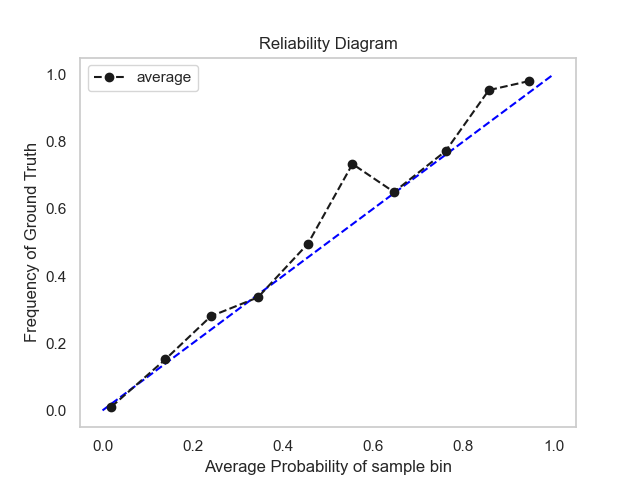 Reliability Diagram
average
Frequency of Ground Truth
1.0
0.8
0.6
0.4
0.2
0.0
0.0 0.2 0.4 0.6 0.8 1.0
Average Probability of sample bin